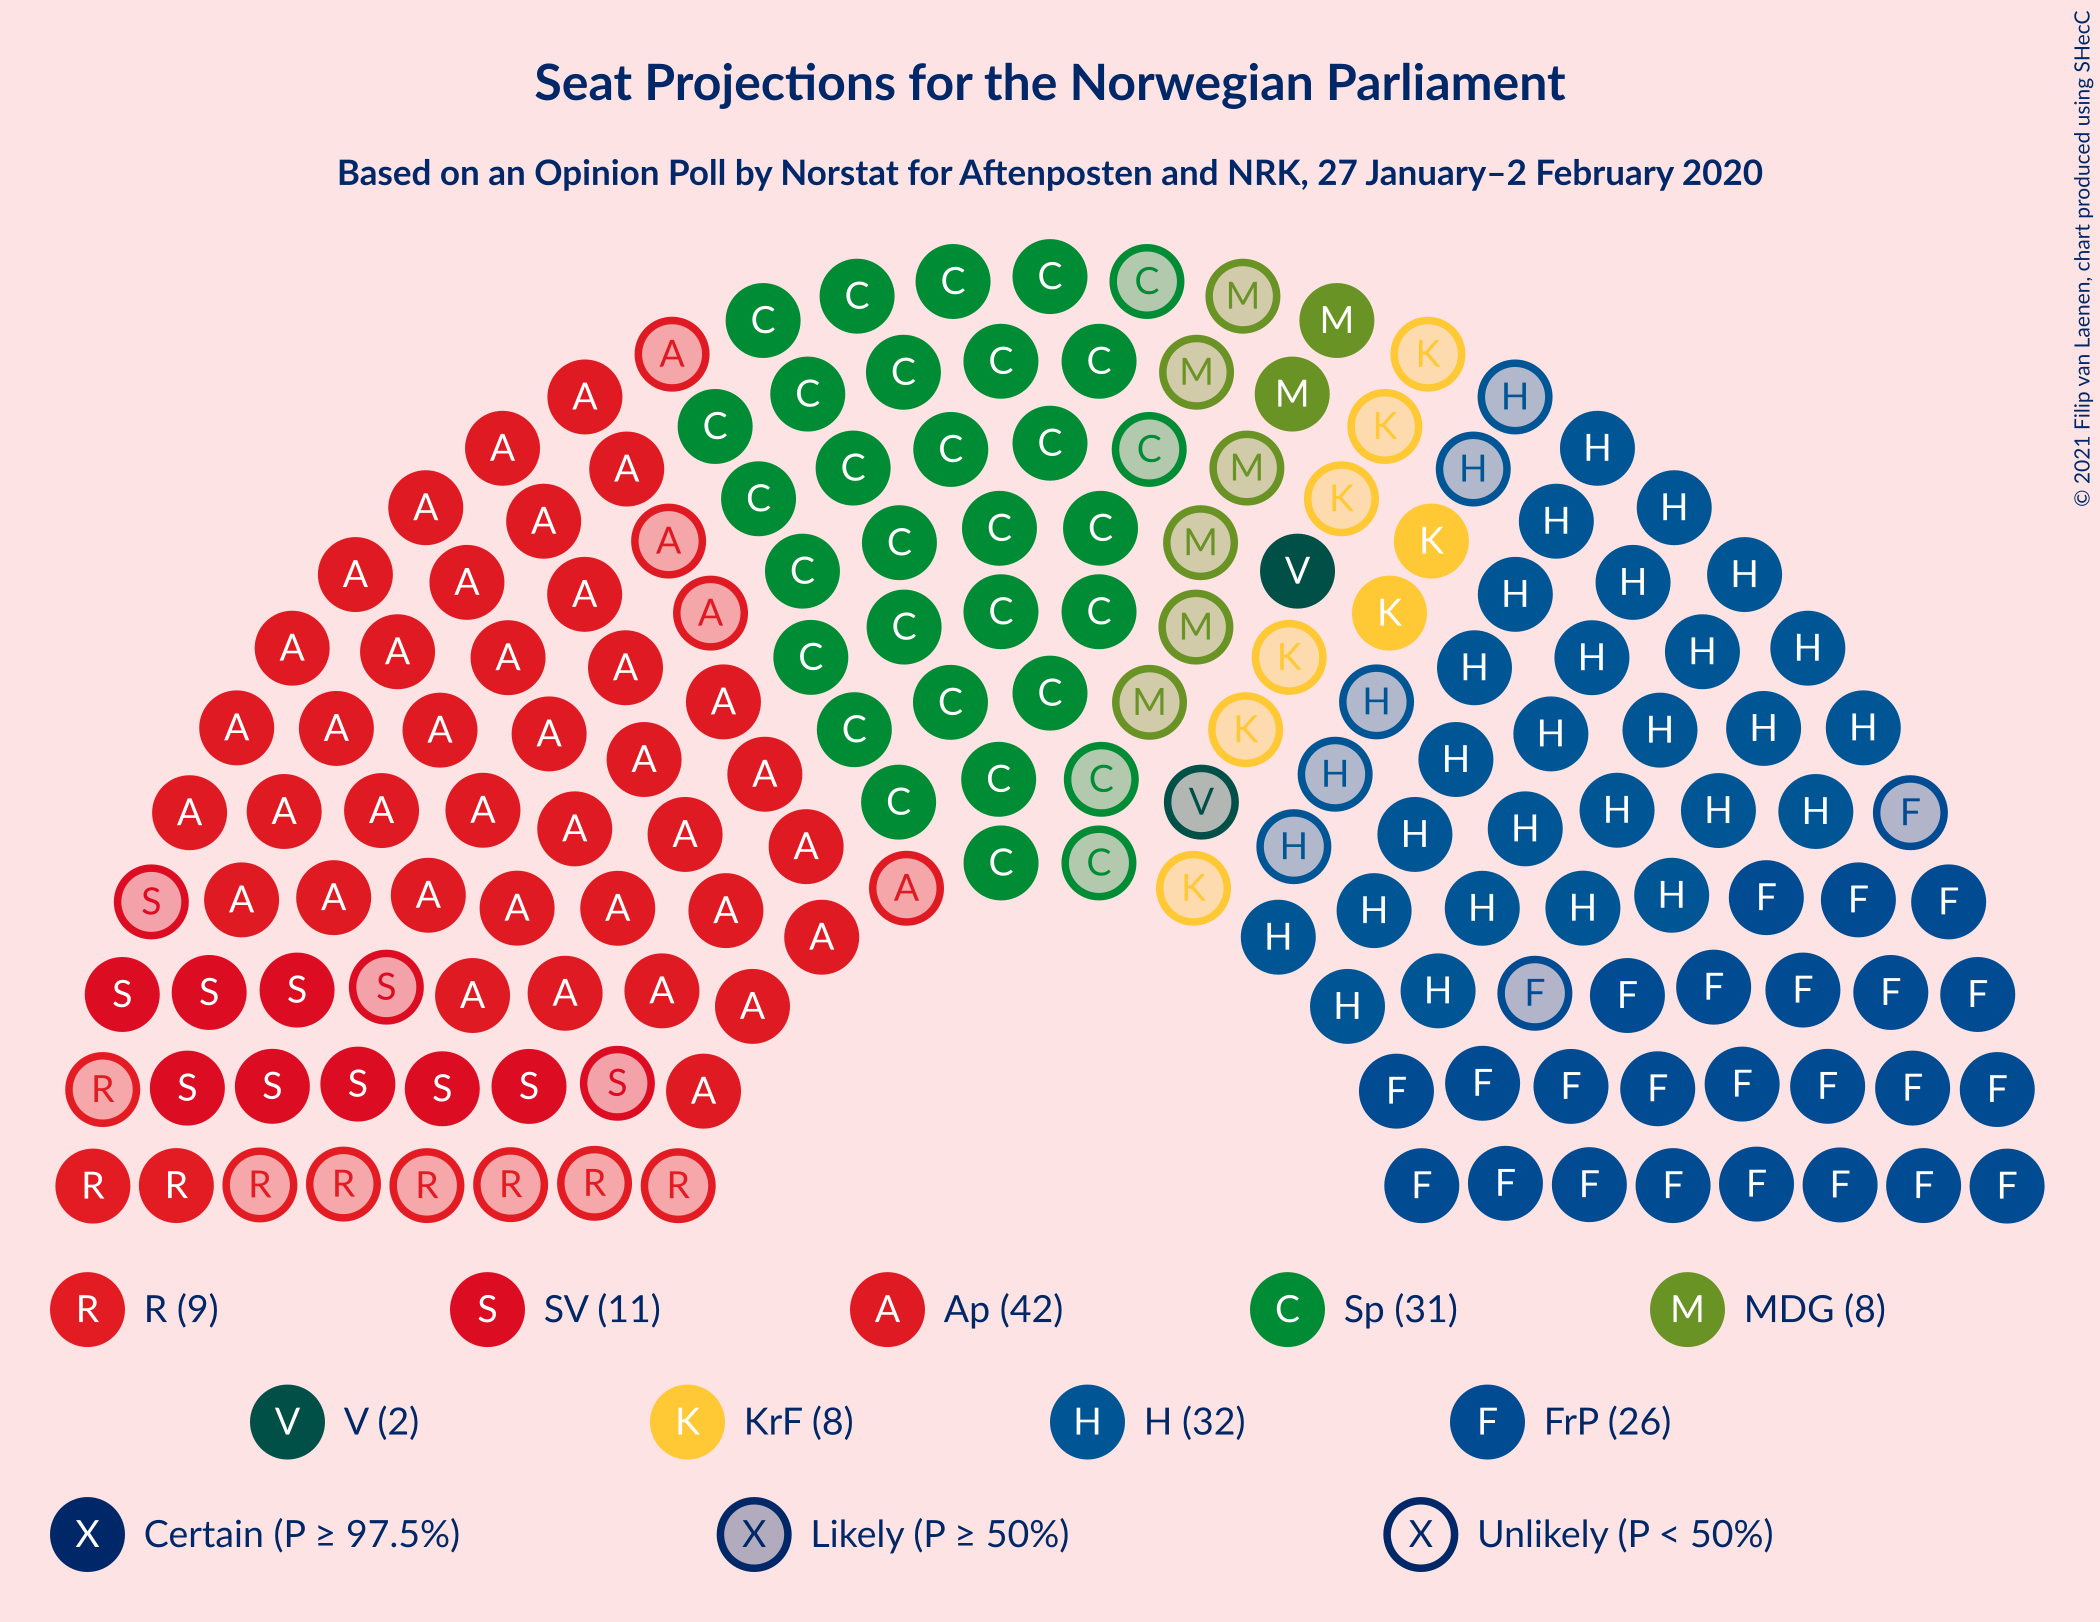 Seat Projections for the Norwegian Parliament
Based on an Opinion Poll by Norstat for Aftenposten and NRK, 27 January–2 February 2020
© 2021 Filip van Laenen, chart produced using SHecC
C C C C C M M K
A C C C C M M K H
A A C C C C C M K H H
A A A C C C C M V K H H
A A A A C C C C M K K H H H
A A A A A C C C M K H H H H H
A A A A A A C C C V H H H H H H
A A A A A A A A C C K H H H H H H F
S A A A A A A A H H H H H F F F
S S S S A A A A H H F F F F F F
R S S S S S S A F F F F F F F F
R R R R R R R R F F F F F F F F
R R (9) S SV (11) A Ap (42) C Sp (31) M MDG (8)
V V (2) K KrF (8) H H (32) F FrP (26)
X Certain (P ≥ 97.5%) X Likely (P ≥ 50%) X Unlikely (P < 50%)